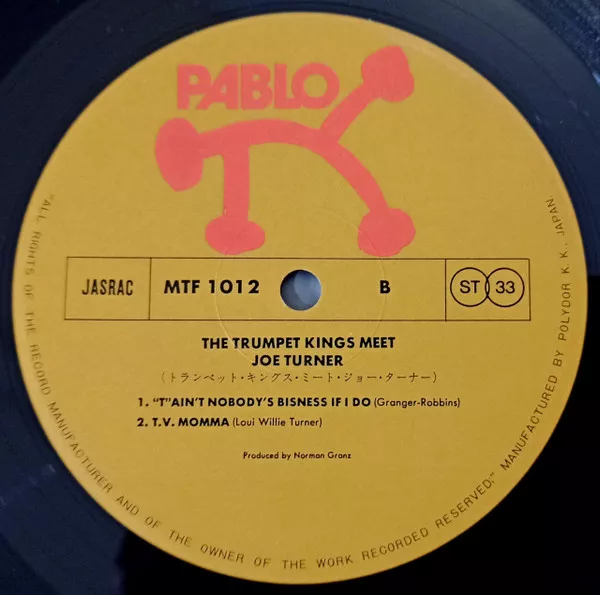 PABLO
JASRAC
MTF 1012
B
ST 33
THE TRUMPET KINGS MEET
JOE TURNER
(トランペット・キングス・ミート・ジョー・ターナー)
1. "T"AIN'T NOBODY'S BISNESS IF I DO (Granger-Robbins)
2. T.V. MOMMA (Loui Willie Turner)
Produced by Norman Granz
"ALL RIGHTS OF THE RECORD MANUFACTURER AND OF THE OWNER OF THE WORK RECORDED RESERVED," MANUFACTURED BY POLYDOR K.K., JAPAN